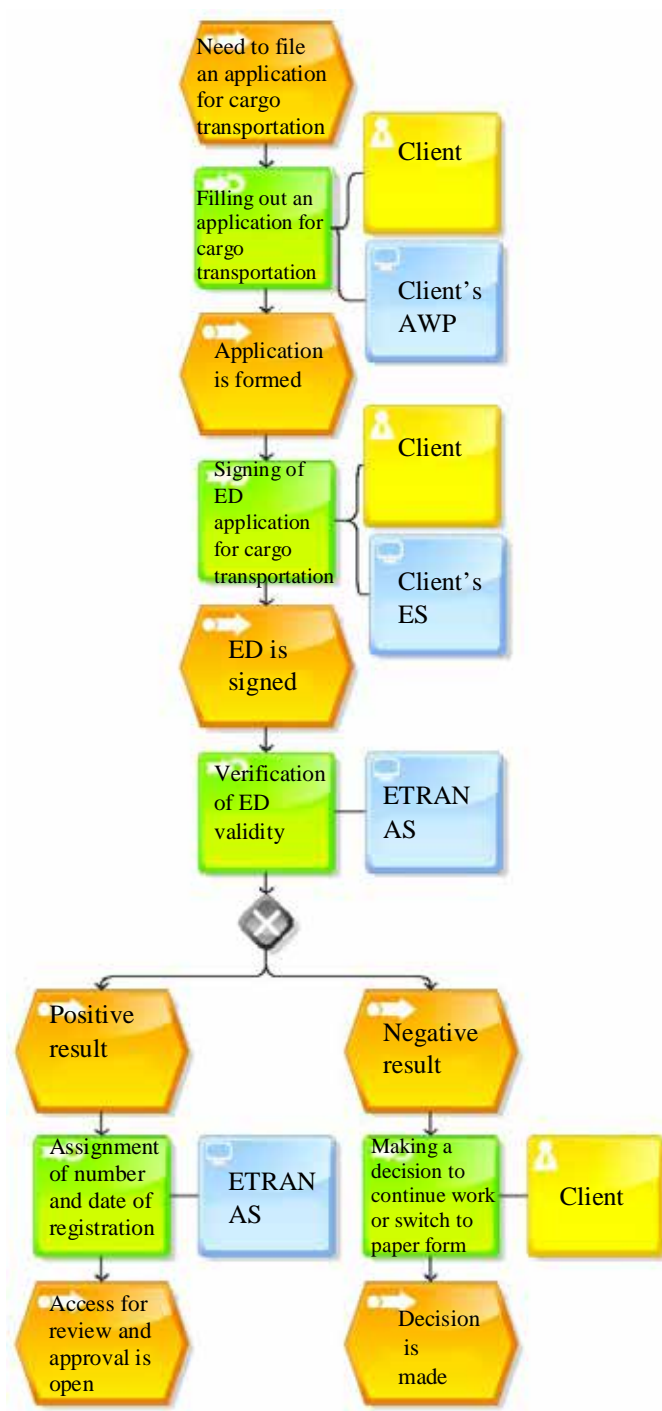 Need to file
an application
for cargo
transportation
Client
Filling out an
application for
cargo
transportation
Client's
AWP
Application
is formed
Client
Signing of
ED
application
for cargo
transportation
Client's
ES
ED is
signed
Verification
of ED
validity
ETRAN
AS
Positive
result
Negative
result
Assignment
of number
and date of
registration
ETRAN
AS
Making a
decision to
continue work
or switch to
paper form
Client
Access for
review and
approval is
open
Decision
is
made